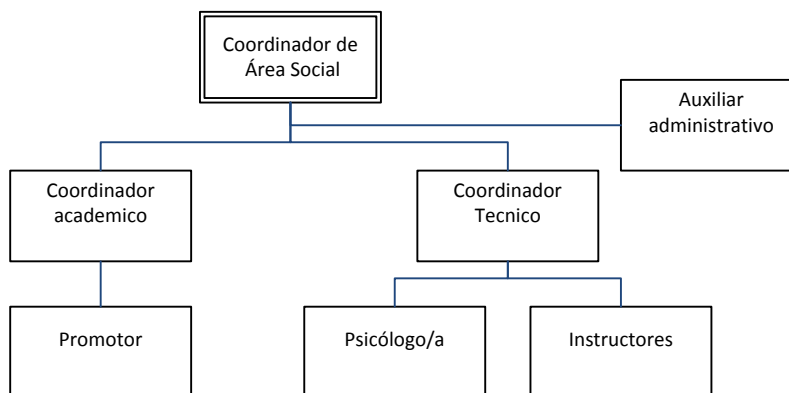 Coordinador de
Área Social
Auxiliar
administrativo
Coordinador
academico
Coordinador
Tecnico
Promotor
Psicólogo/a
Instructores